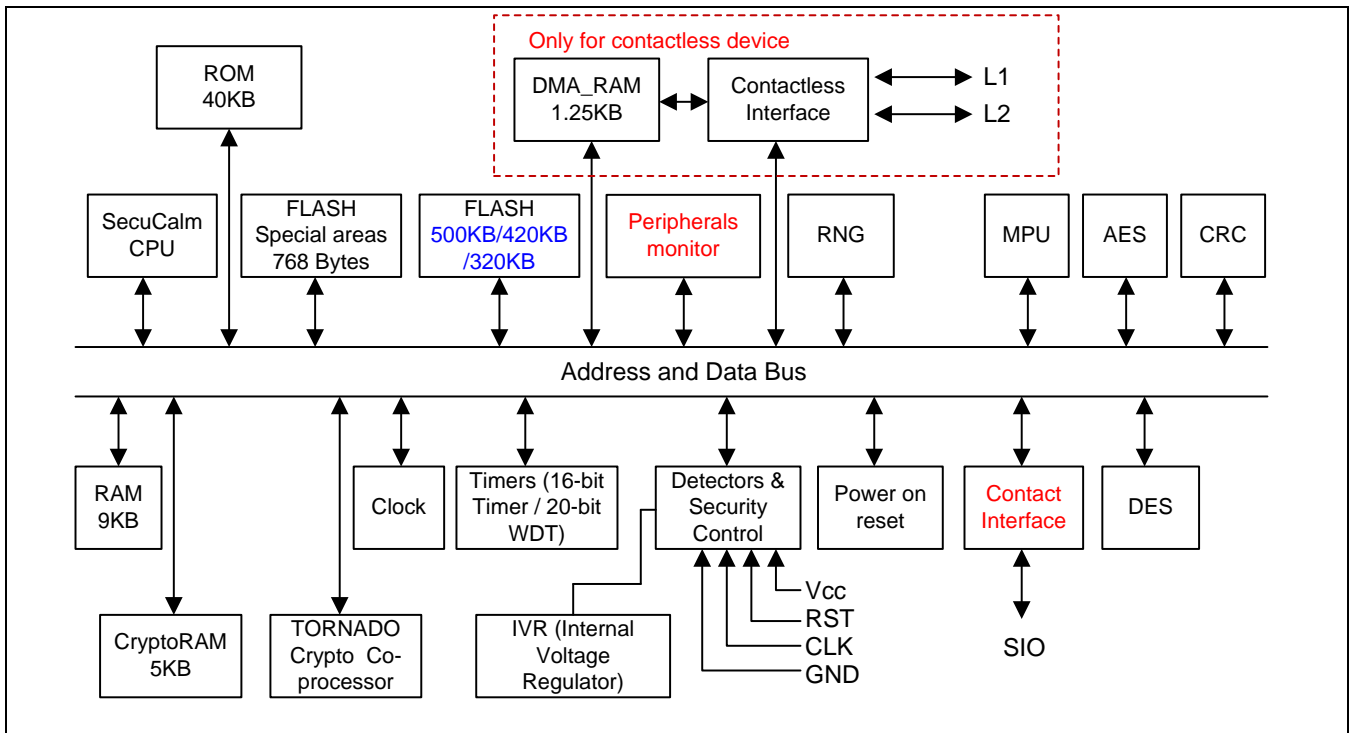 Only for contactless device
ROM
40KB
DMA_RAM
1.25KB
Contactless
Interface
L1
L2
SecuCalm
CPU
FLASH
Special areas
768 Bytes
FLASH
500KB/420KB
/320KB
Peripherals
monitor
RNG
MPU
AES
CRC
Address and Data Bus
RAM
9KB
Clock
Timers (16-bit
Timer / 20-bit
WDT)
Detectors &
Security
Control
Power on
reset
Contact
Interface
DES
Vcc
RST
CLK
GND
SIO
CryptoRAM
5KB
TORNADO
Crypto Co-
processor
IVR (Internal
Voltage
Regulator)